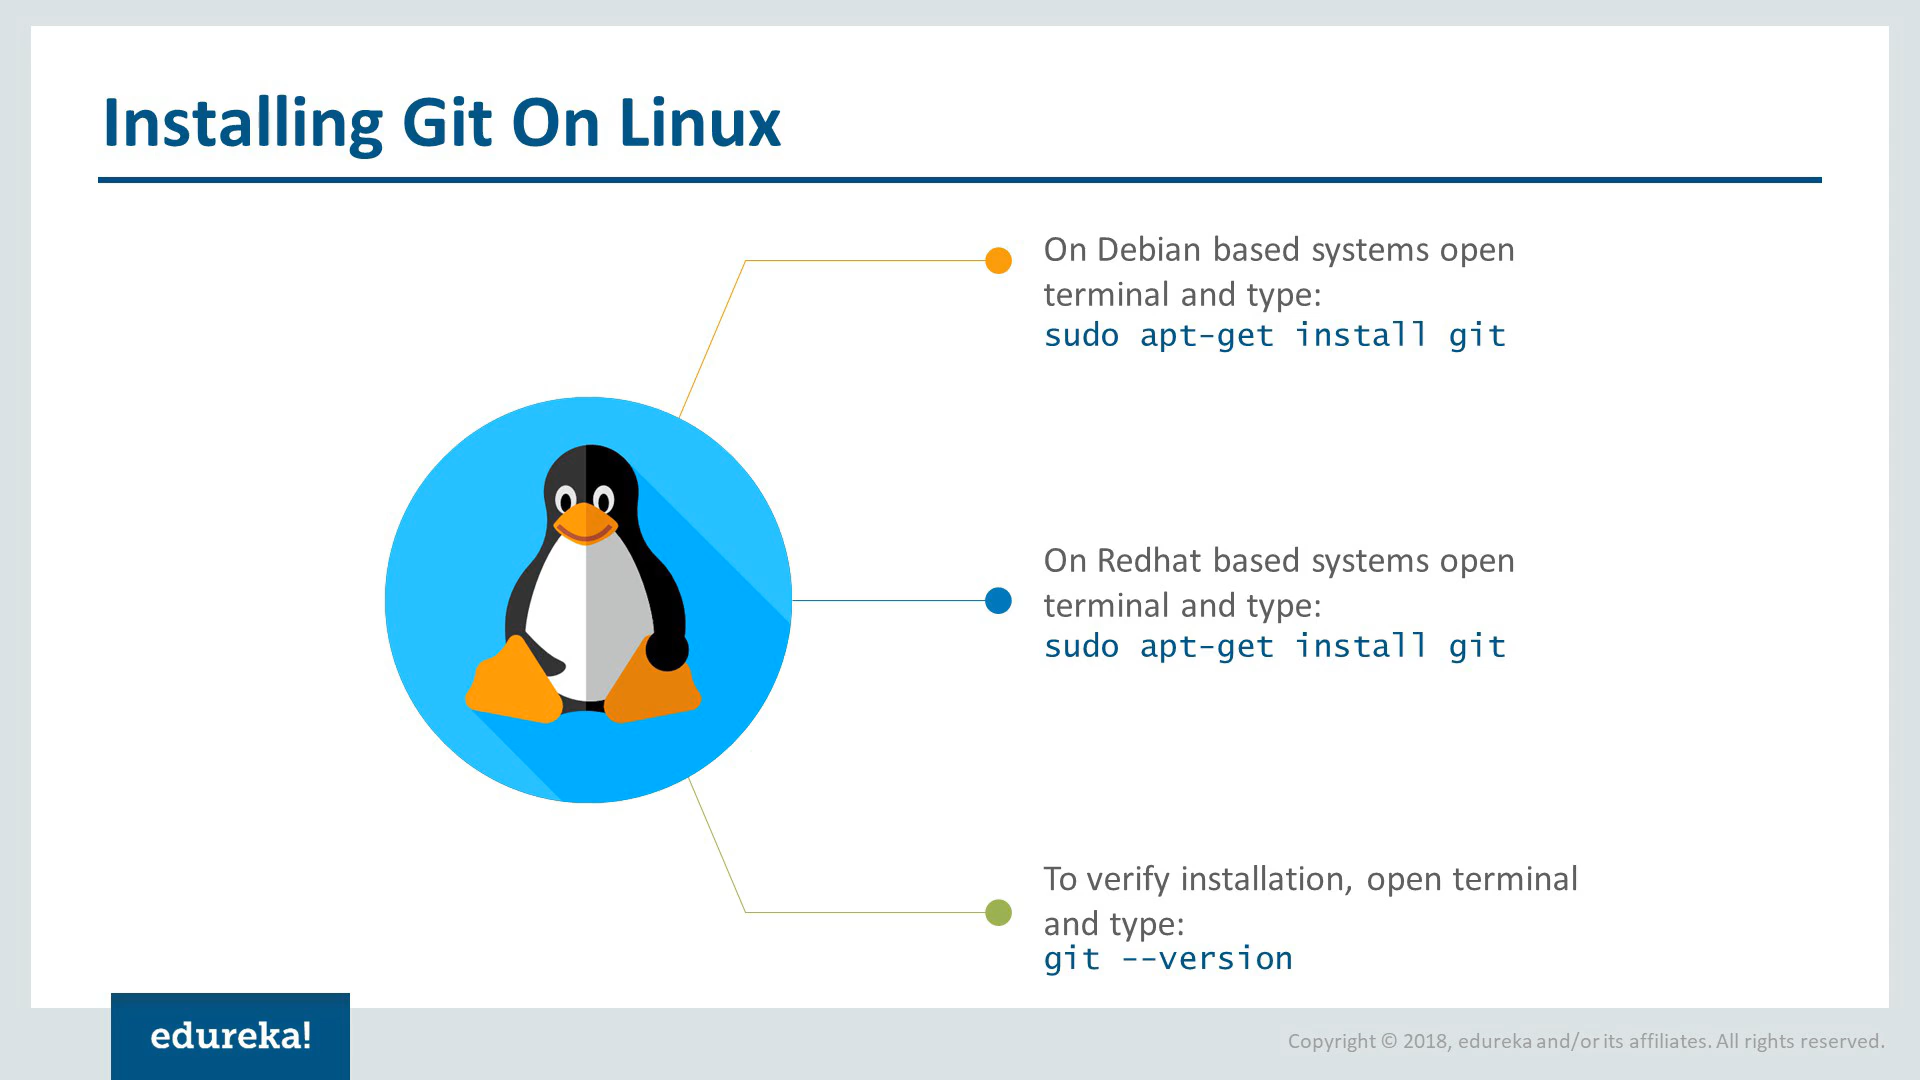 Installing Git On Linux
On Debian based systems open
terminal and type:
sudo apt-get install git
On Redhat based systems open
terminal and type:
sudo apt-get install git
To verify installation, open terminal
and type:
git --version
edureka!
Copyright © 2018, edureka and/or its affiliates. All rights reserved.